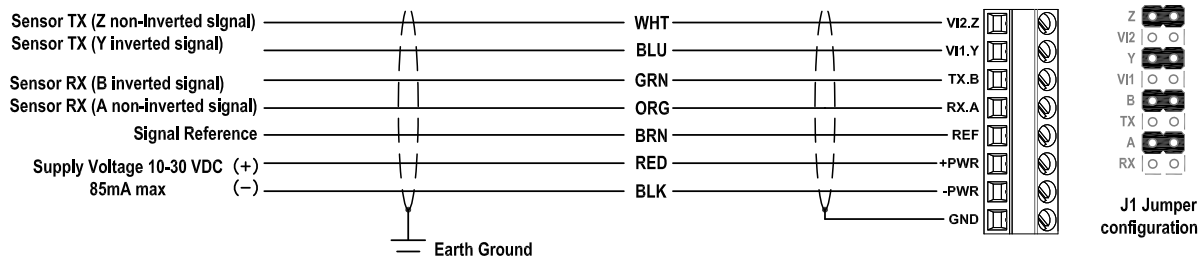 Sensor TX (Z non-inverted signal) WHT VI2.Z
Sensor TX (Y inverted signal) BLU VI1.Y
Sensor RX (B inverted signal) GRN TX.B
Sensor RX (A non-inverted signal) ORG RX.A
Signal Reference BRN REF
Supply Voltage 10-30 VDC (+) RED +PWR
85mA max (−) BLK -PWR
GND
Earth Ground
Z
VI2
Y
VI1
B
TX
A
RX
J1 Jumper
configuration